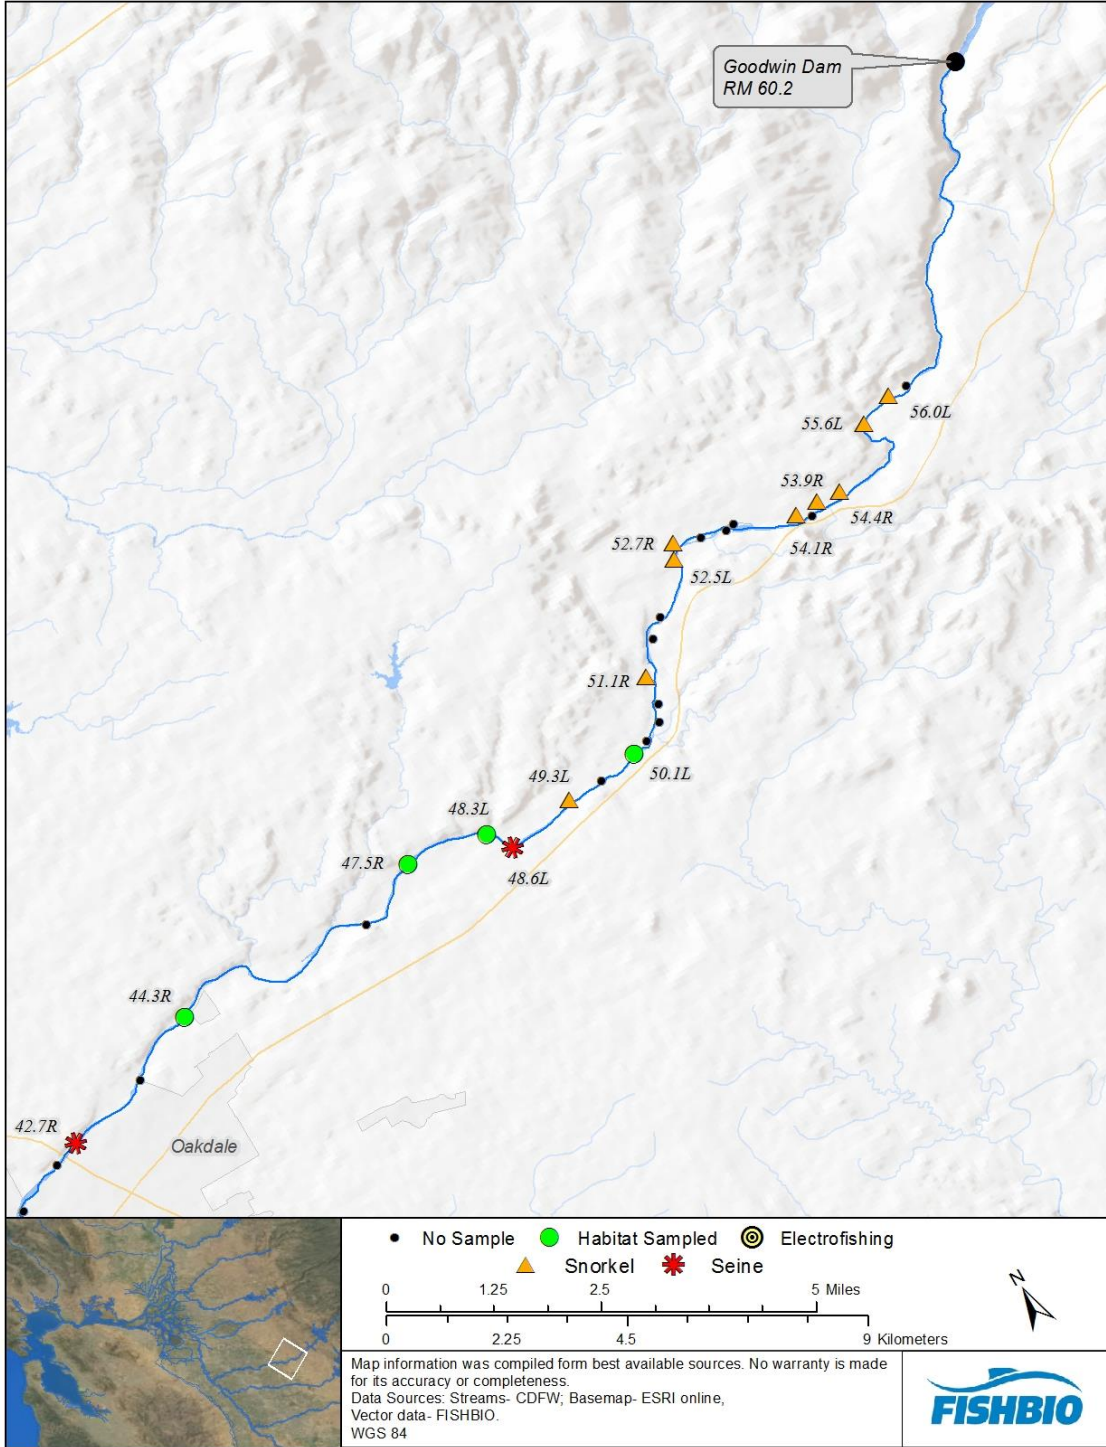 Goodwin Dam
RM 60.2
56.0L
55.6L
53.9R
54.4R
54.1R
52.7R
52.5L
51.1R
50.1L
49.3L
48.3L
48.6L
47.5R
44.3R
42.7R
Oakdale
No Sample
Habitat Sampled
Electrofishing
Snorkel
Seine
0 1.25 2.5 5 Miles
0 2.25 4.5 9 Kilometers
N
Map information was compiled form best available sources. No warranty is made
for its accuracy or completeness.
Data Sources: Streams- CDFW; Basemap- ESRI online,
Vector data- FISHBIO.
WGS 84
FISHBIO